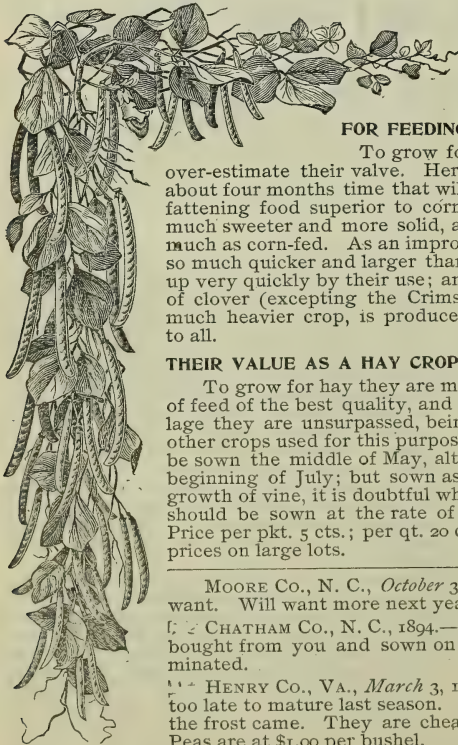 FOR FEEDING
To grow fo
over-estimate their valve. Her
about four months time that wil
fattening food superior to corn
much sweeter and more solid, a
much as corn-fed. As an impro
so much quicker and larger than
up very quickly by their use; an
of clover (excepting the Crims
much heavier crop, is produce
to all.
THEIR VALUE AS A HAY CROP
To grow for hay they are m
of feed of the best quality, and
lage they are unsurpassed, bein
other crops used for this purpos
be sown the middle of May, alt
beginning of July; but sown as
growth of vine, it is doubtful wh
should be sown at the rate of
Price per pkt. 5 cts.; per qt. 20 c
prices on large lots.
MOORE CO., N. C., October 3
want. Will want more next yea
CHATHAM CO., N. C., 1894.—
bought from you and sown on
minated.
HENRY CO., VA., March 3, 1
too late to mature last season.
the frost came. They are chea
Peas are at $1.00 per bushel.